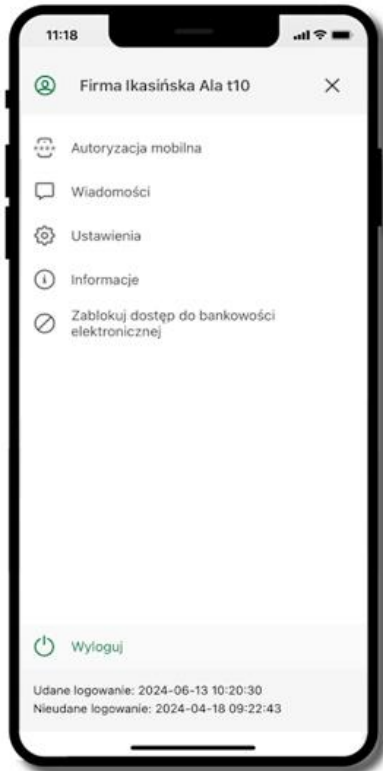 11:18
Firma Ikasińska Ala t10
Autoryzacja mobilna
Wiadomości
Ustawienia
Informacje
Zablokuj dostęp do bankowości
elektronicznej
Wyloguj
Udane logowanie: 2024-06-13 10:20:30
Nieudane logowanie: 2024-04-18 09:22:43